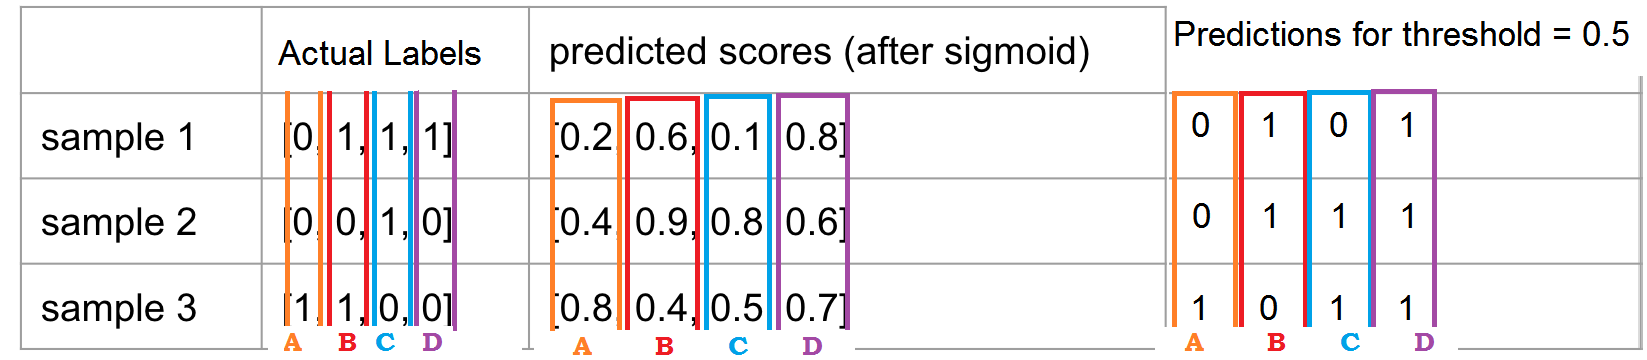 Actual Labels predicted scores (after sigmoid) Predictions for threshold = 0.5
sample 1 [0, 1, 1, 1] [0.2, 0.6, 0.1 0.8] 0 1 0 1
sample 2 [0, 0, 1, 0] [0.4, 0.9, 0.8 0.6] 0 1 1 1
sample 3 [1, 1, 0, 0] [0.8, 0.4, 0.5 0.7] 1 0 1 1
A B C D A B C D A B C D